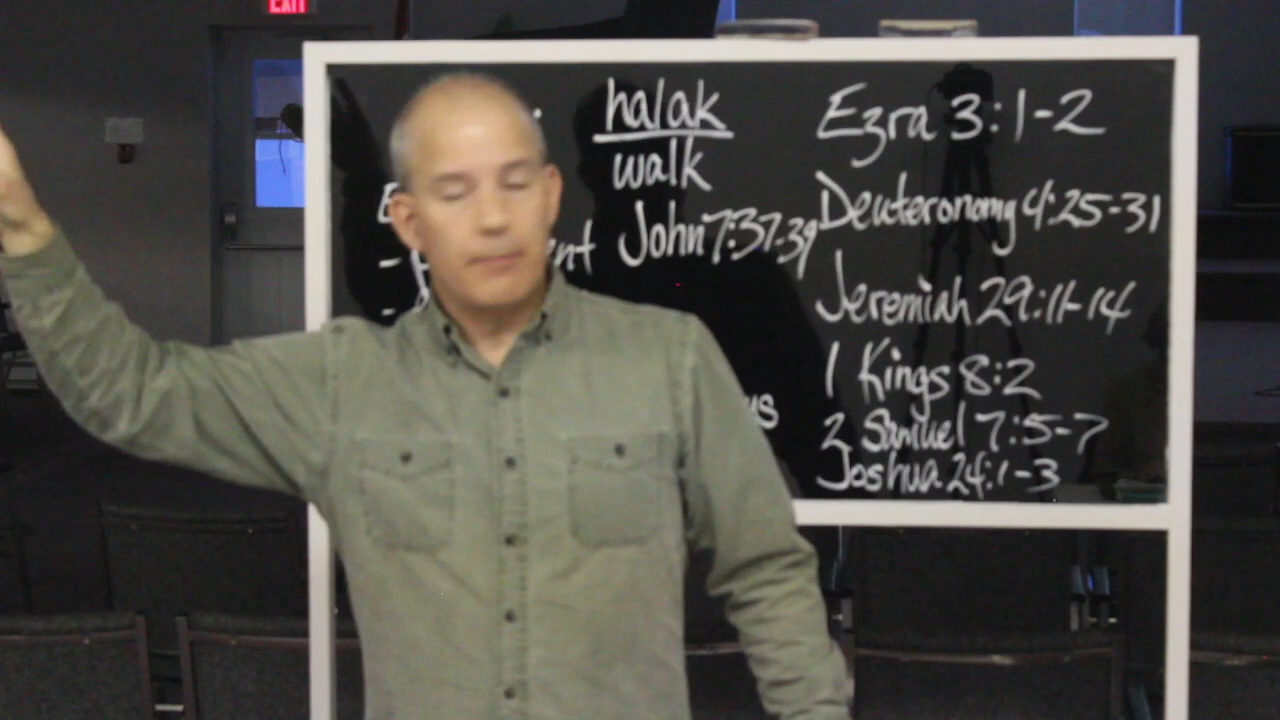 EXIT
halak
walk
John 7:37-39
Ezra 3:1-2
Deuteronomy 4:25-31
Jeremiah 29:11-14
1 Kings 8:2
2 Samuel 7:5-7
Joshua 24:1-3